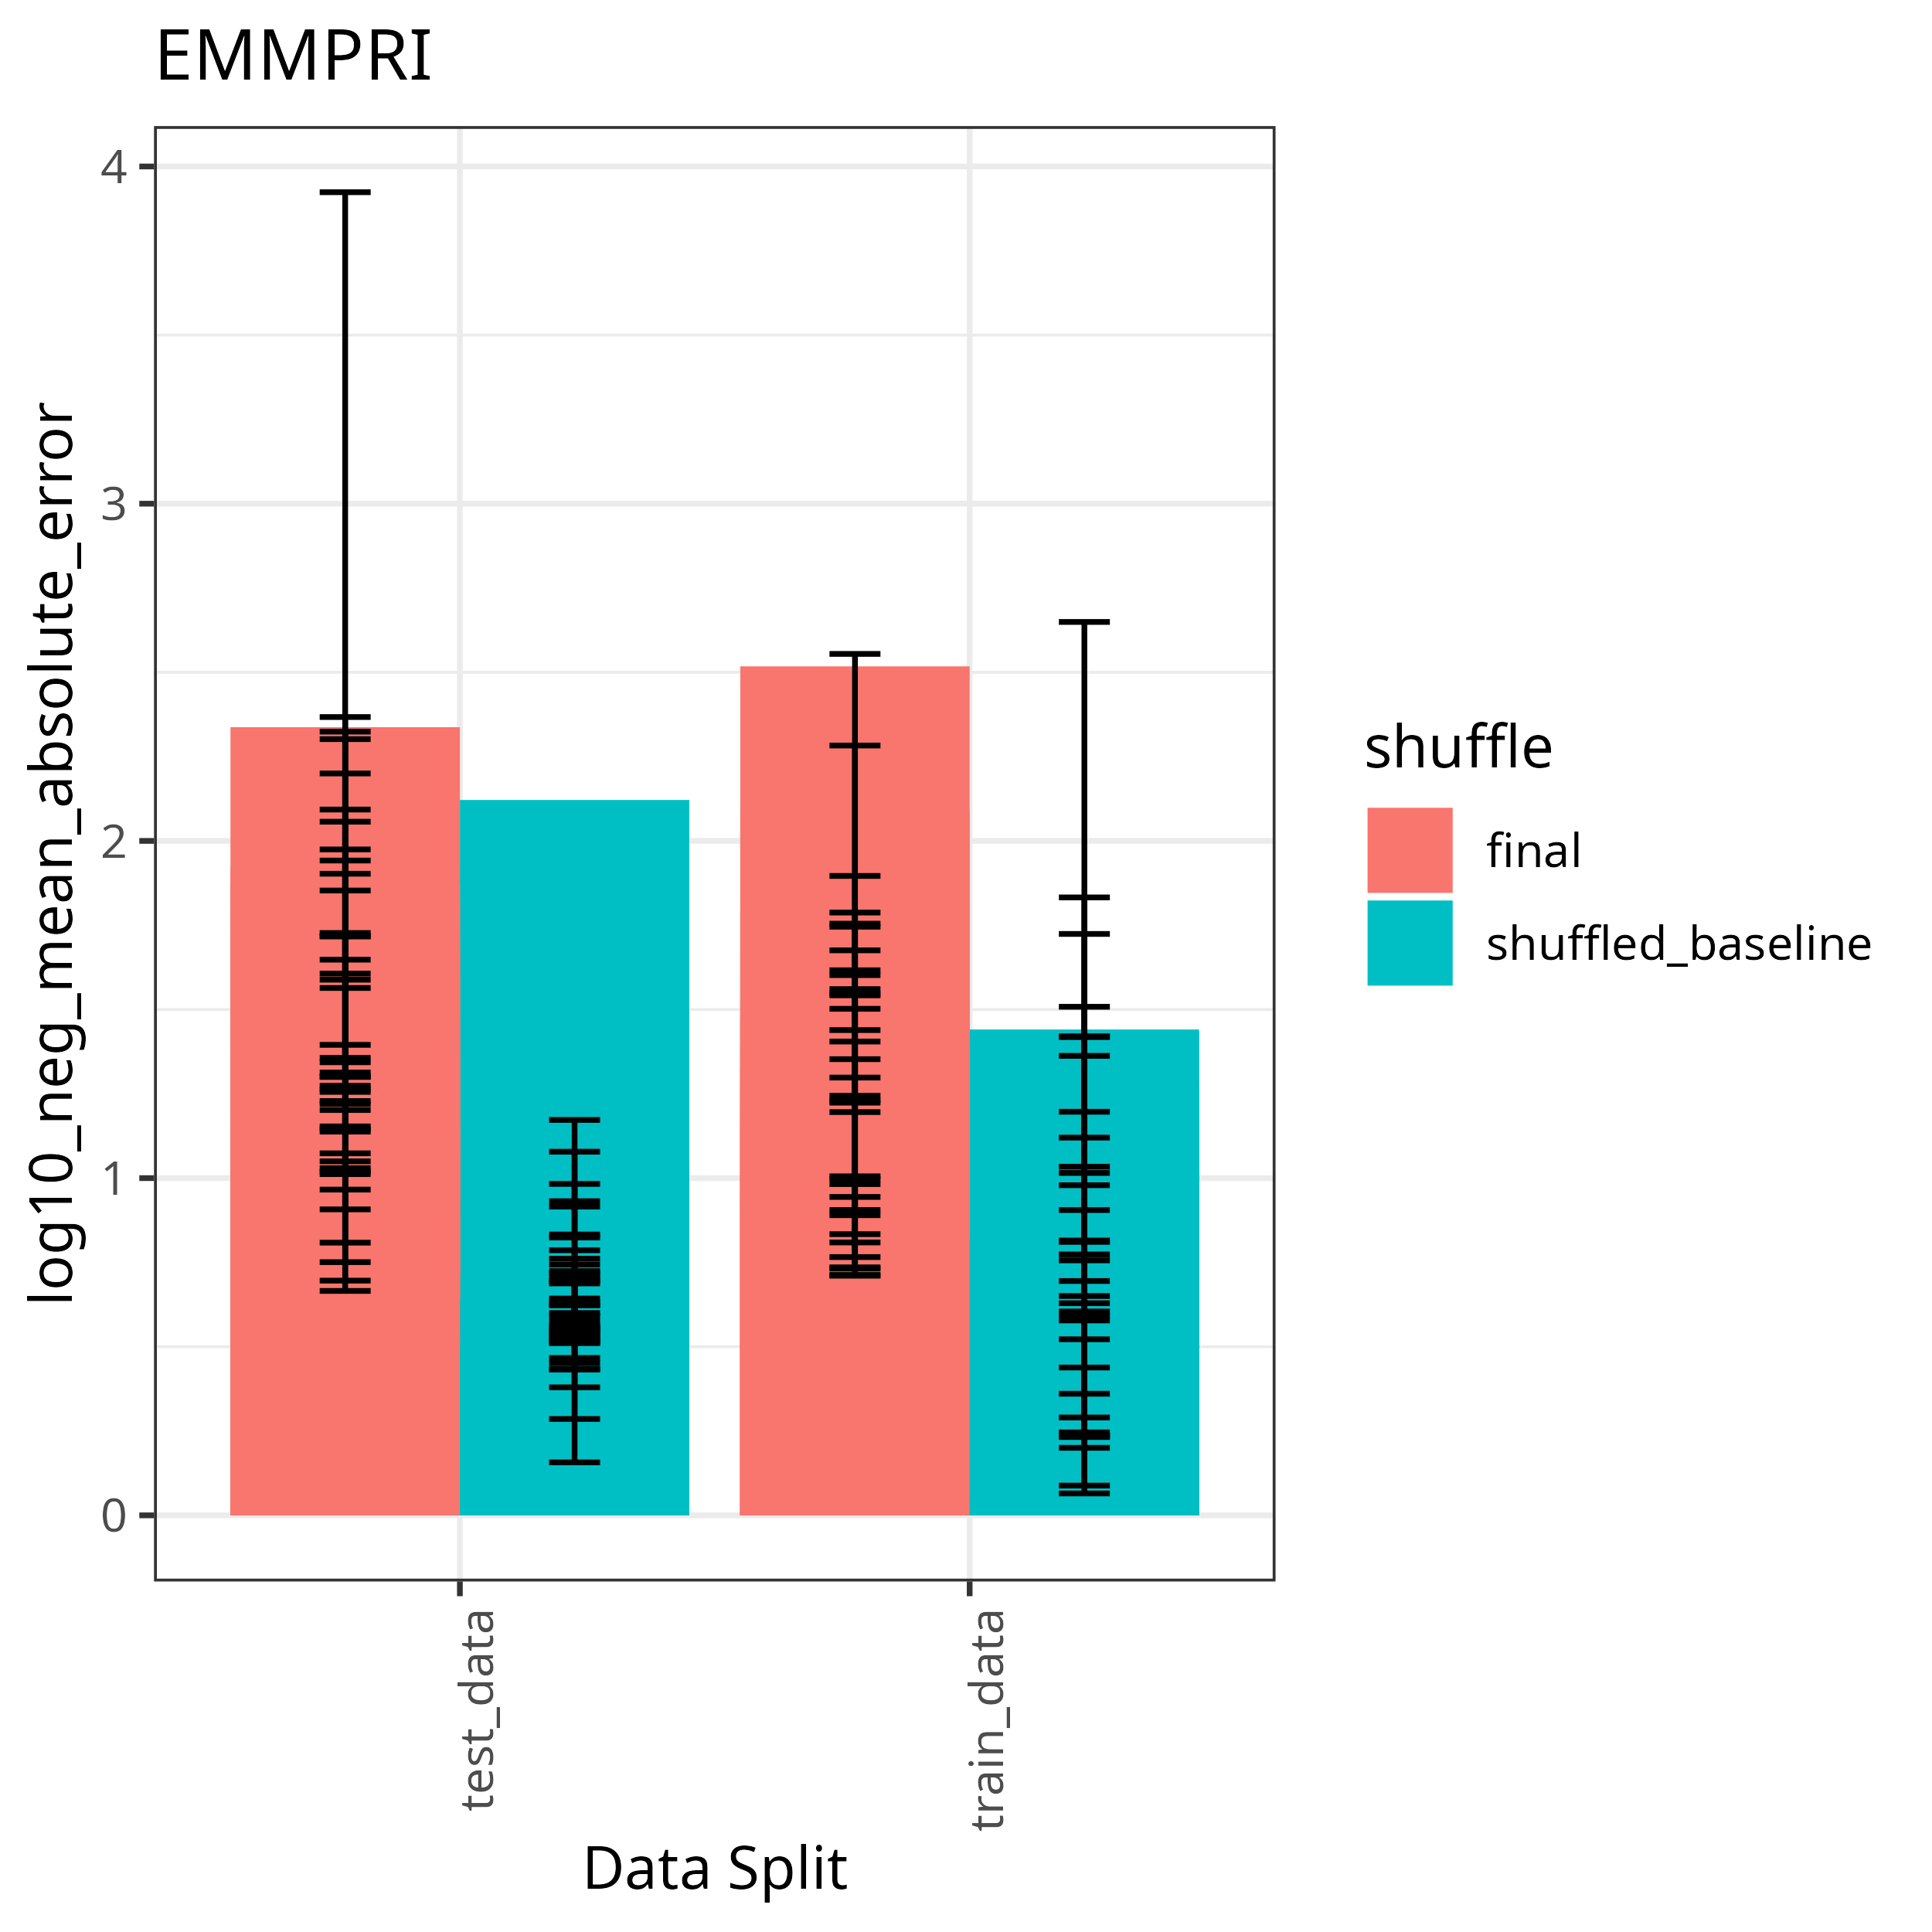 EMMPRI
log10_neg_mean_absolute_error
4
3
2
1
0
test_data
train_data
Data Split
shuffle
final
shuffled_baseline